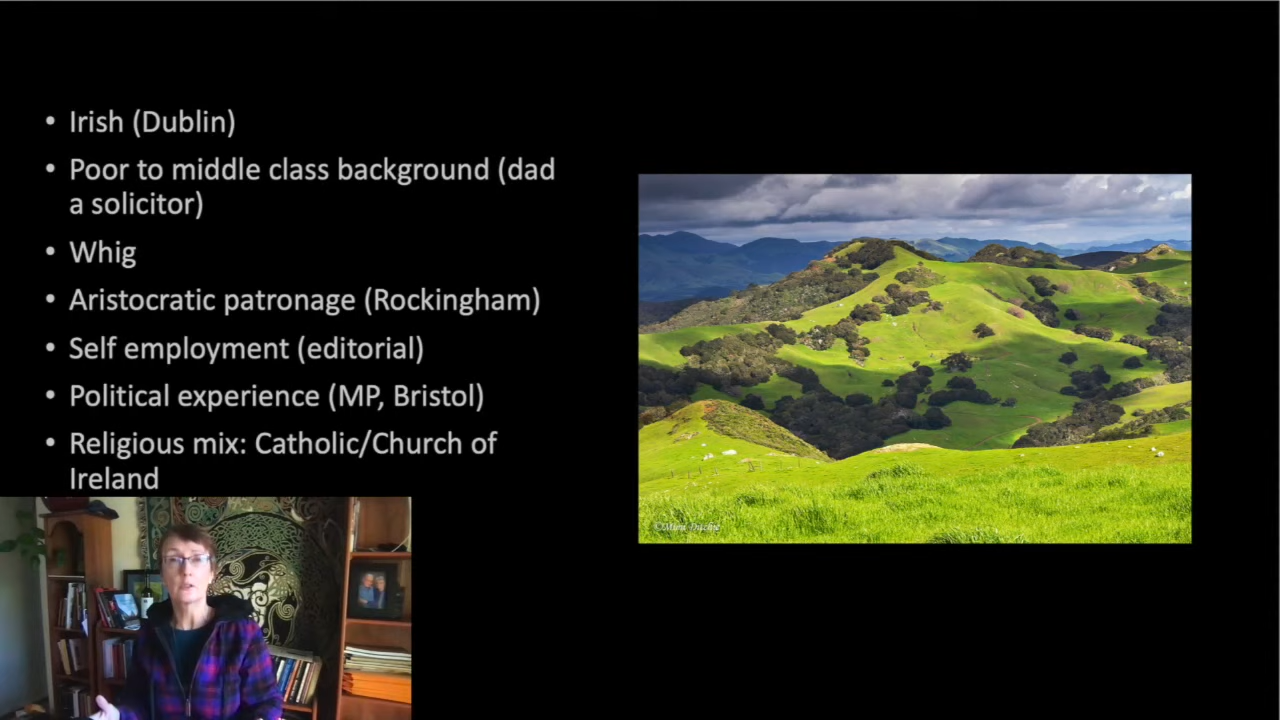 • Irish (Dublin)
• Poor to middle class background (dad
a solicitor)
• Whig
• Aristocratic patronage (Rockingham)
• Self employment (editorial)
• Political experience (MP, Bristol)
• Religious mix: Catholic/Church of
Ireland